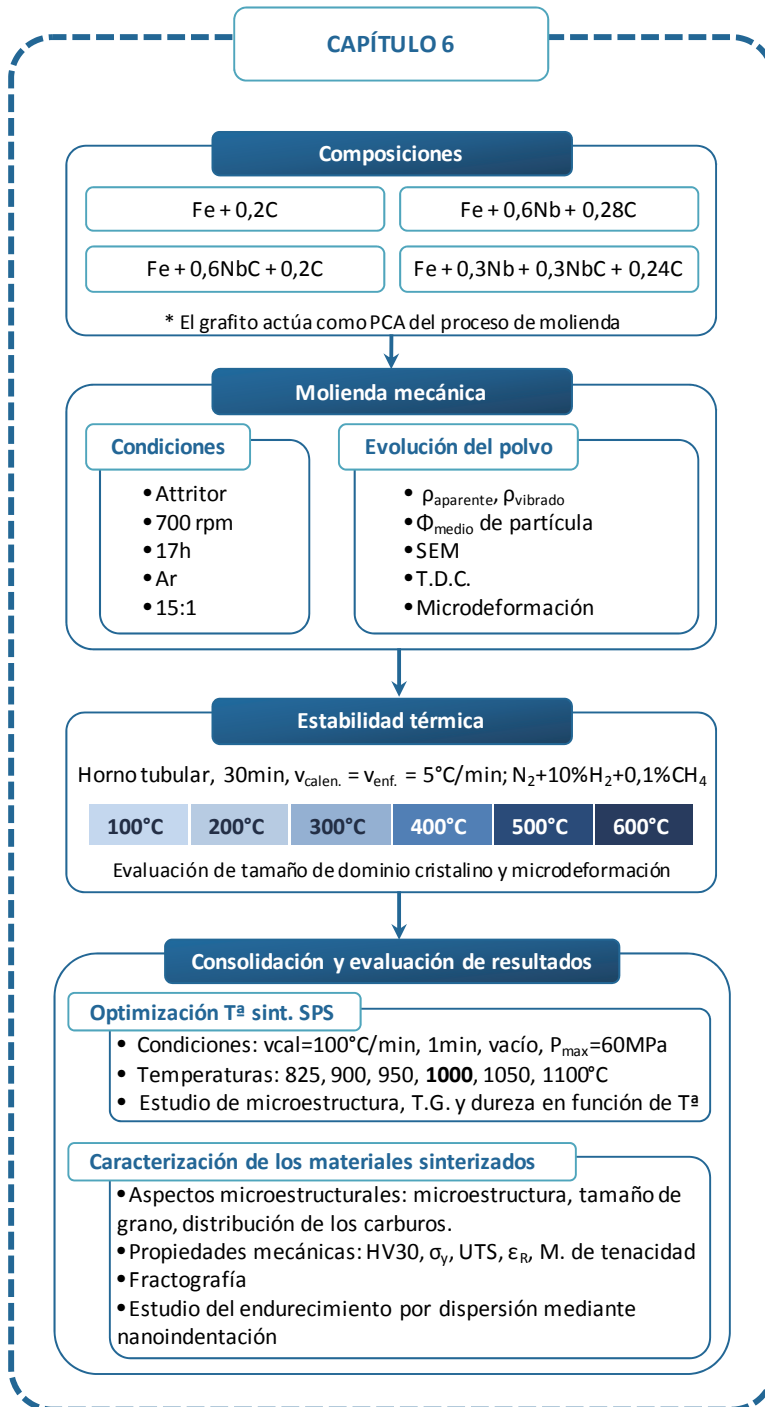 CAPÍTULO 6
Composiciones
Fe + 0,2C
Fe + 0,6Nb + 0,28C
Fe + 0,6NbC + 0,2C
Fe + 0,3Nb + 0,3NbC + 0,24C
* El grafito actúa como PCA del proceso de molienda
Molienda mecánica
Condiciones
• Attritor
• 700 rpm
• 17h
• Ar
• 15:1
Evolución del polvo
• ρaparente, ρvibrado
• Φmedio de partícula
• SEM
• T.D.C.
• Microdeformación
Estabilidad térmica
Horno tubular, 30min, vcalen. = venf. = 5°C/min; N₂+10%H₂+0,1%CH₄
100°C 200°C 300°C 400°C 500°C 600°C
Evaluación de tamaño de dominio cristalino y microdeformación
Consolidación y evaluación de resultados
Optimización Tª sint. SPS
• Condiciones: vcal=100°C/min, 1min, vacío, Pmax=60MPa
• Temperaturas: 825, 900, 950, 1000, 1050, 1100°C
• Estudio de microestructura, T.G. y dureza en función de Tª
Caracterización de los materiales sinterizados
• Aspectos microestructurales: microestructura, tamaño de
grano, distribución de los carburos.
• Propiedades mecánicas: HV30, σy, UTS, εR, M. de tenacidad
• Fractografía
• Estudio del endurecimiento por dispersión mediante
nanoindentación